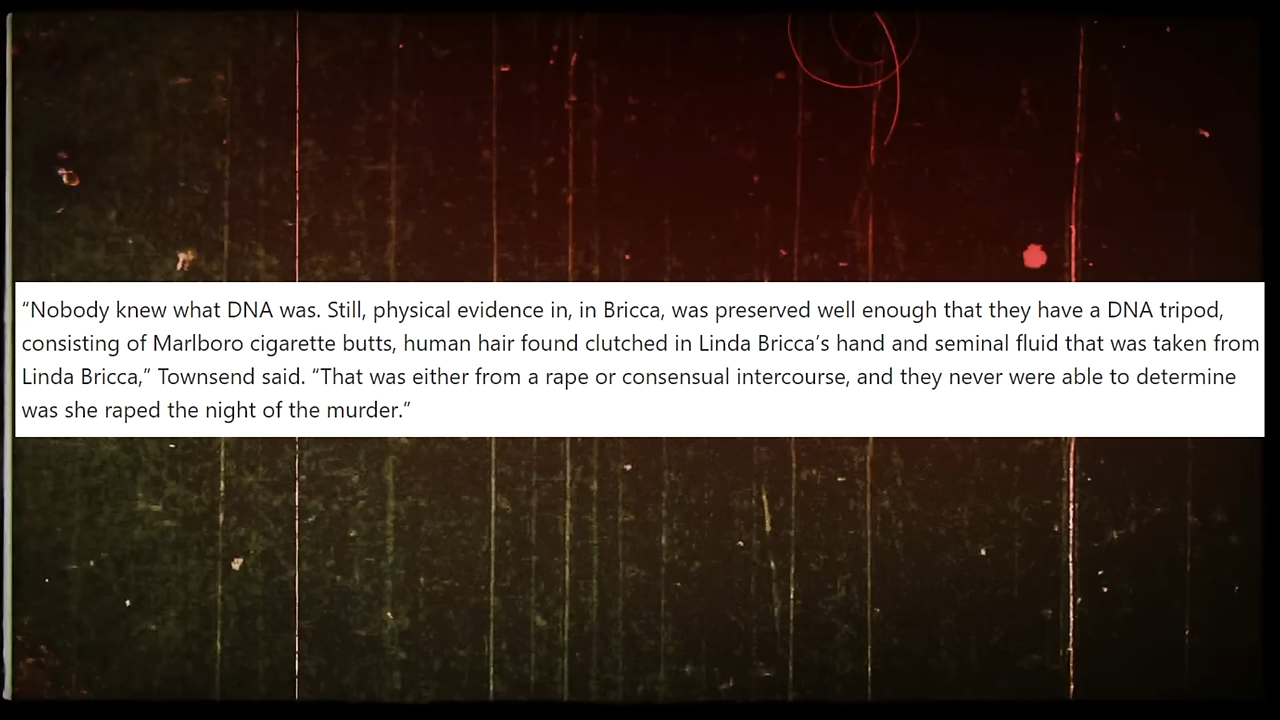 “Nobody knew what DNA was. Still, physical evidence in, in Bricca, was preserved well enough that they have a DNA tripod,
consisting of Marlboro cigarette butts, human hair found clutched in Linda Bricca’s hand and seminal fluid that was taken from
Linda Bricca,” Townsend said. “That was either from a rape or consensual intercourse, and they never were able to determine
was she raped the night of the murder.”